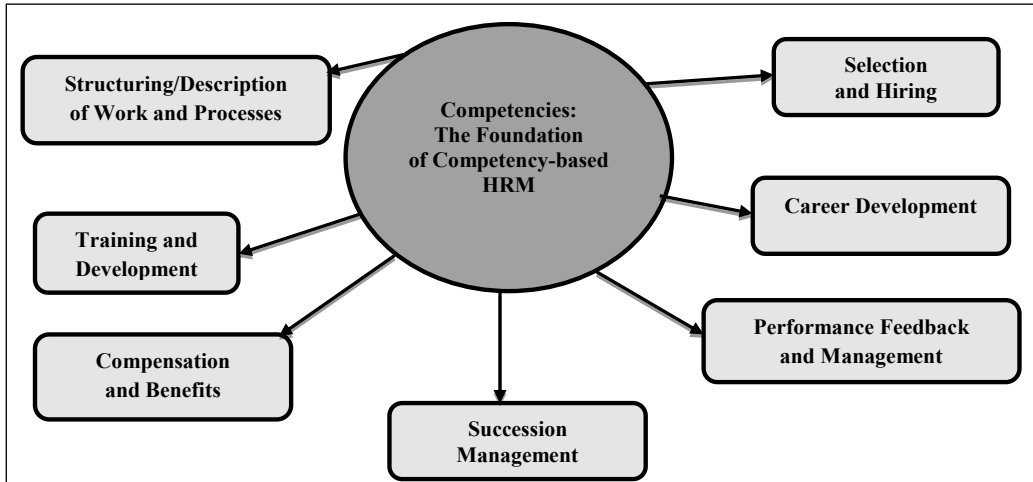 Structuring/Description
of Work and Processes
Competencies:
The Foundation
of Competency-based
HRM
Selection
and Hiring
Training and
Development
Career Development
Compensation
and Benefits
Performance Feedback
and Management
Succession
Management